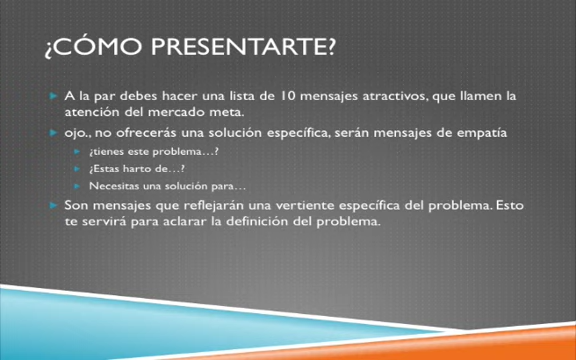 ¿CÓMO PRESENTARTE?
A la par debes hacer una lista de 10 mensajes atractivos, que llamen la
atención del mercado meta.
ojo., no ofrecerás una solución específica, serán mensajes de empatía
¿tienes este problema…?
¿Estas harto de…?
Necesitas una solución para…
Son mensajes que reflejarán una vertiente específica del problema. Esto
te servirá para aclarar la definición del problema.